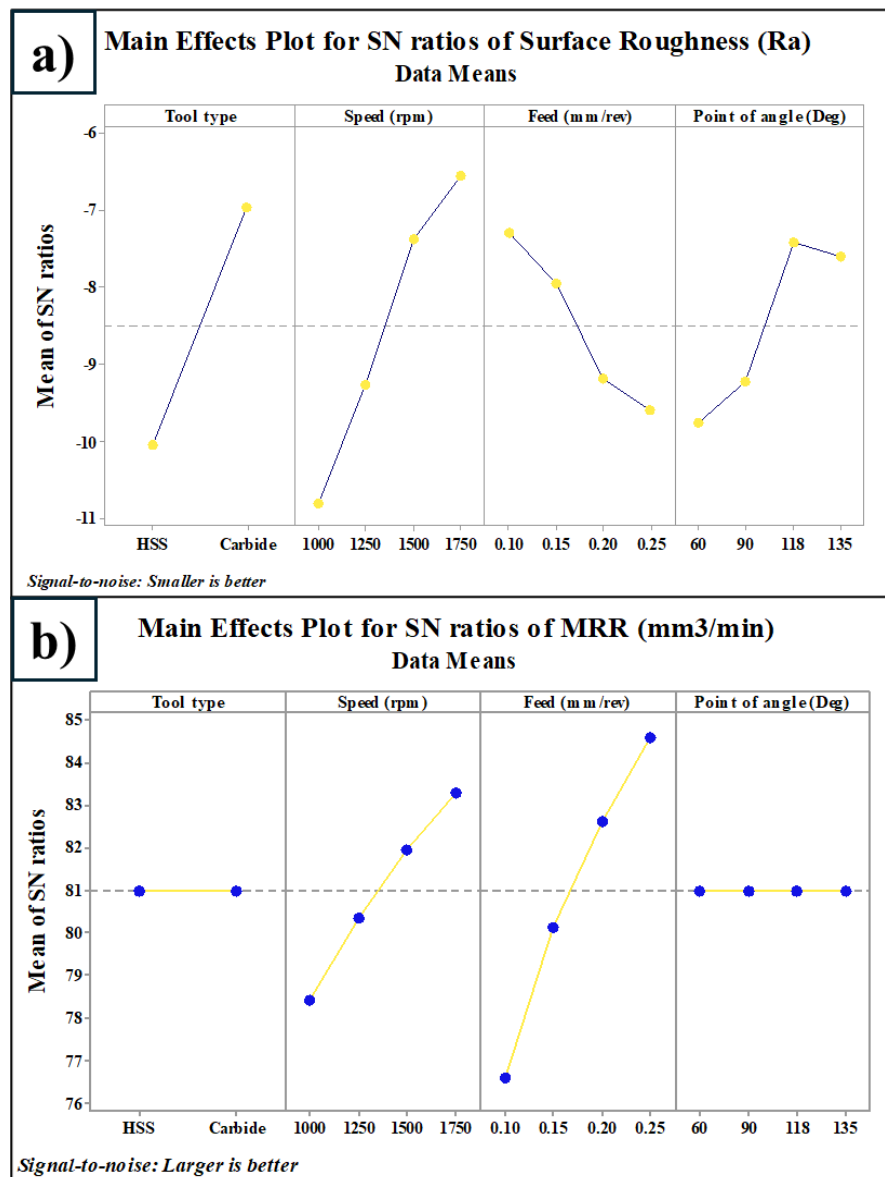 a)
Main Effects Plot for SN ratios of Surface Roughness (Ra)
Data Means
Tool type Speed (rpm) Feed (mm/rev) Point of angle (Deg)
Mean of SN ratios
-6
-7
-8
-9
-10
-11
HSS Carbide 1000 1250 1500 1750 0.10 0.15 0.20 0.25 60 90 118 135
Signal-to-noise: Smaller is better
b)
Main Effects Plot for SN ratios of MRR (mm3/min)
Data Means
Tool type Speed (rpm) Feed (mm/rev) Point of angle (Deg)
Mean of SN ratios
85
84
83
82
81
80
79
78
77
76
HSS Carbide 1000 1250 1500 1750 0.10 0.15 0.20 0.25 60 90 118 135
Signal-to-noise: Larger is better